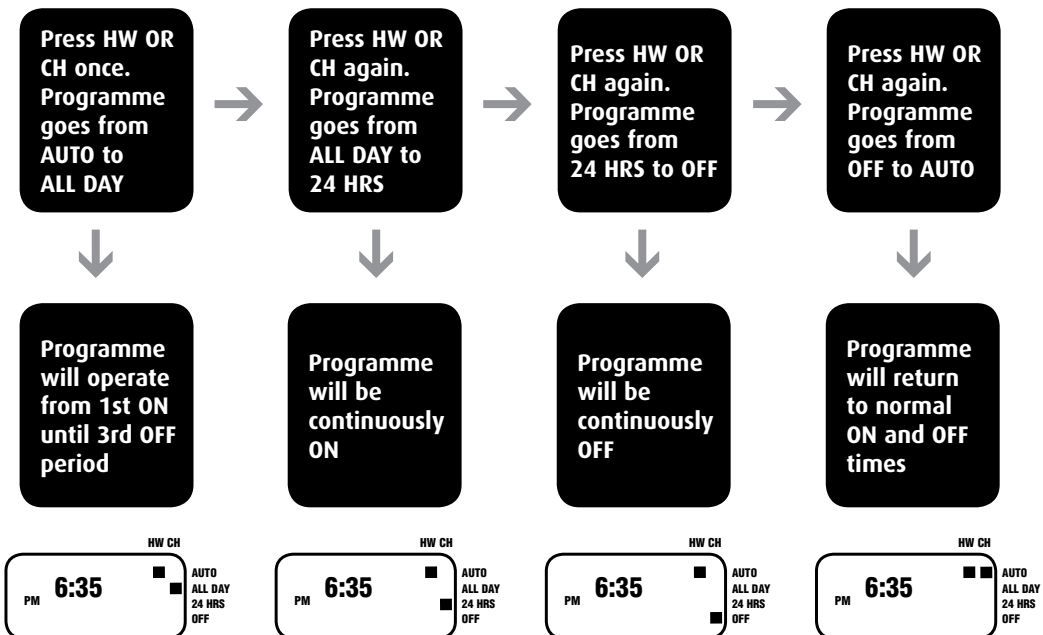 Press HW OR
CH once.
Programme
goes from
AUTO to
ALL DAY
Press HW OR
CH again.
Programme
goes from
ALL DAY to
24 HRS
Press HW OR
CH again.
Programme
goes from
24 HRS to OFF
Press HW OR
CH again.
Programme
goes from
OFF to AUTO
Programme
will operate
from 1st ON
until 3rd OFF
period
Programme
will be
continuously
ON
Programme
will be
continuously
OFF
Programme
will return
to normal
ON and OFF
times
HW CH
PM 6:35
AUTO
ALL DAY
24 HRS
OFF
HW CH
PM 6:35
AUTO
ALL DAY
24 HRS
OFF
HW CH
PM 6:35
AUTO
ALL DAY
24 HRS
OFF
HW CH
PM 6:35
AUTO
ALL DAY
24 HRS
OFF